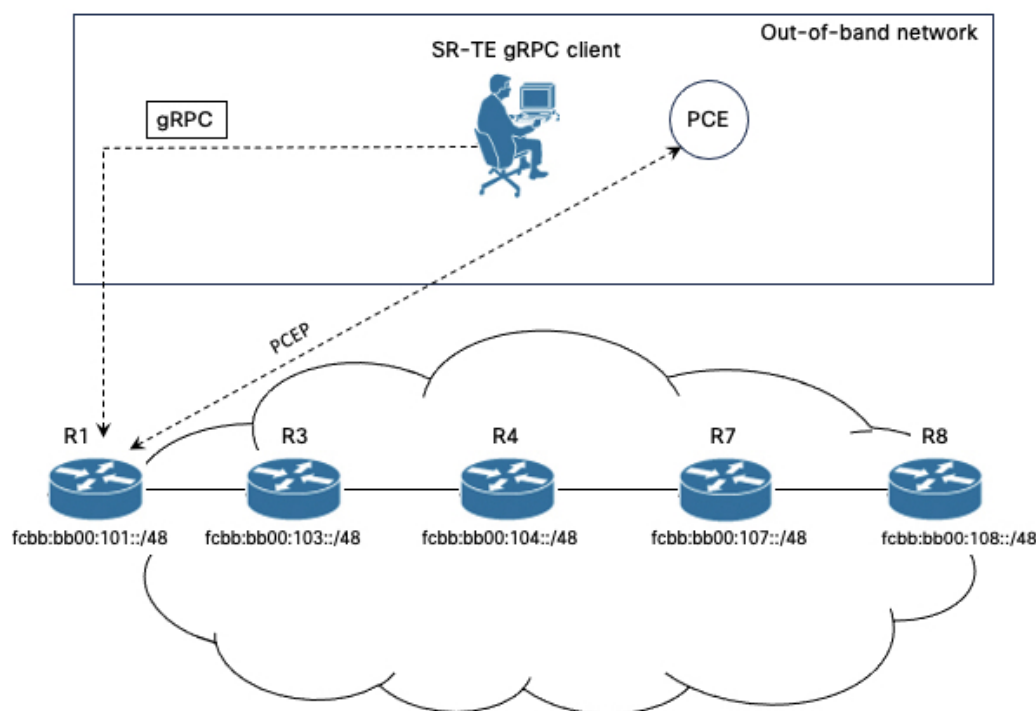 Out-of-band network
SR-TE gRPC client
gRPC
PCE
PCEP
R1
R3
R4
R7
R8
fcbb:bb00:101::/48
fcbb:bb00:103::/48
fcbb:bb00:104::/48
fcbb:bb00:107::/48
fcbb:bb00:108::/48